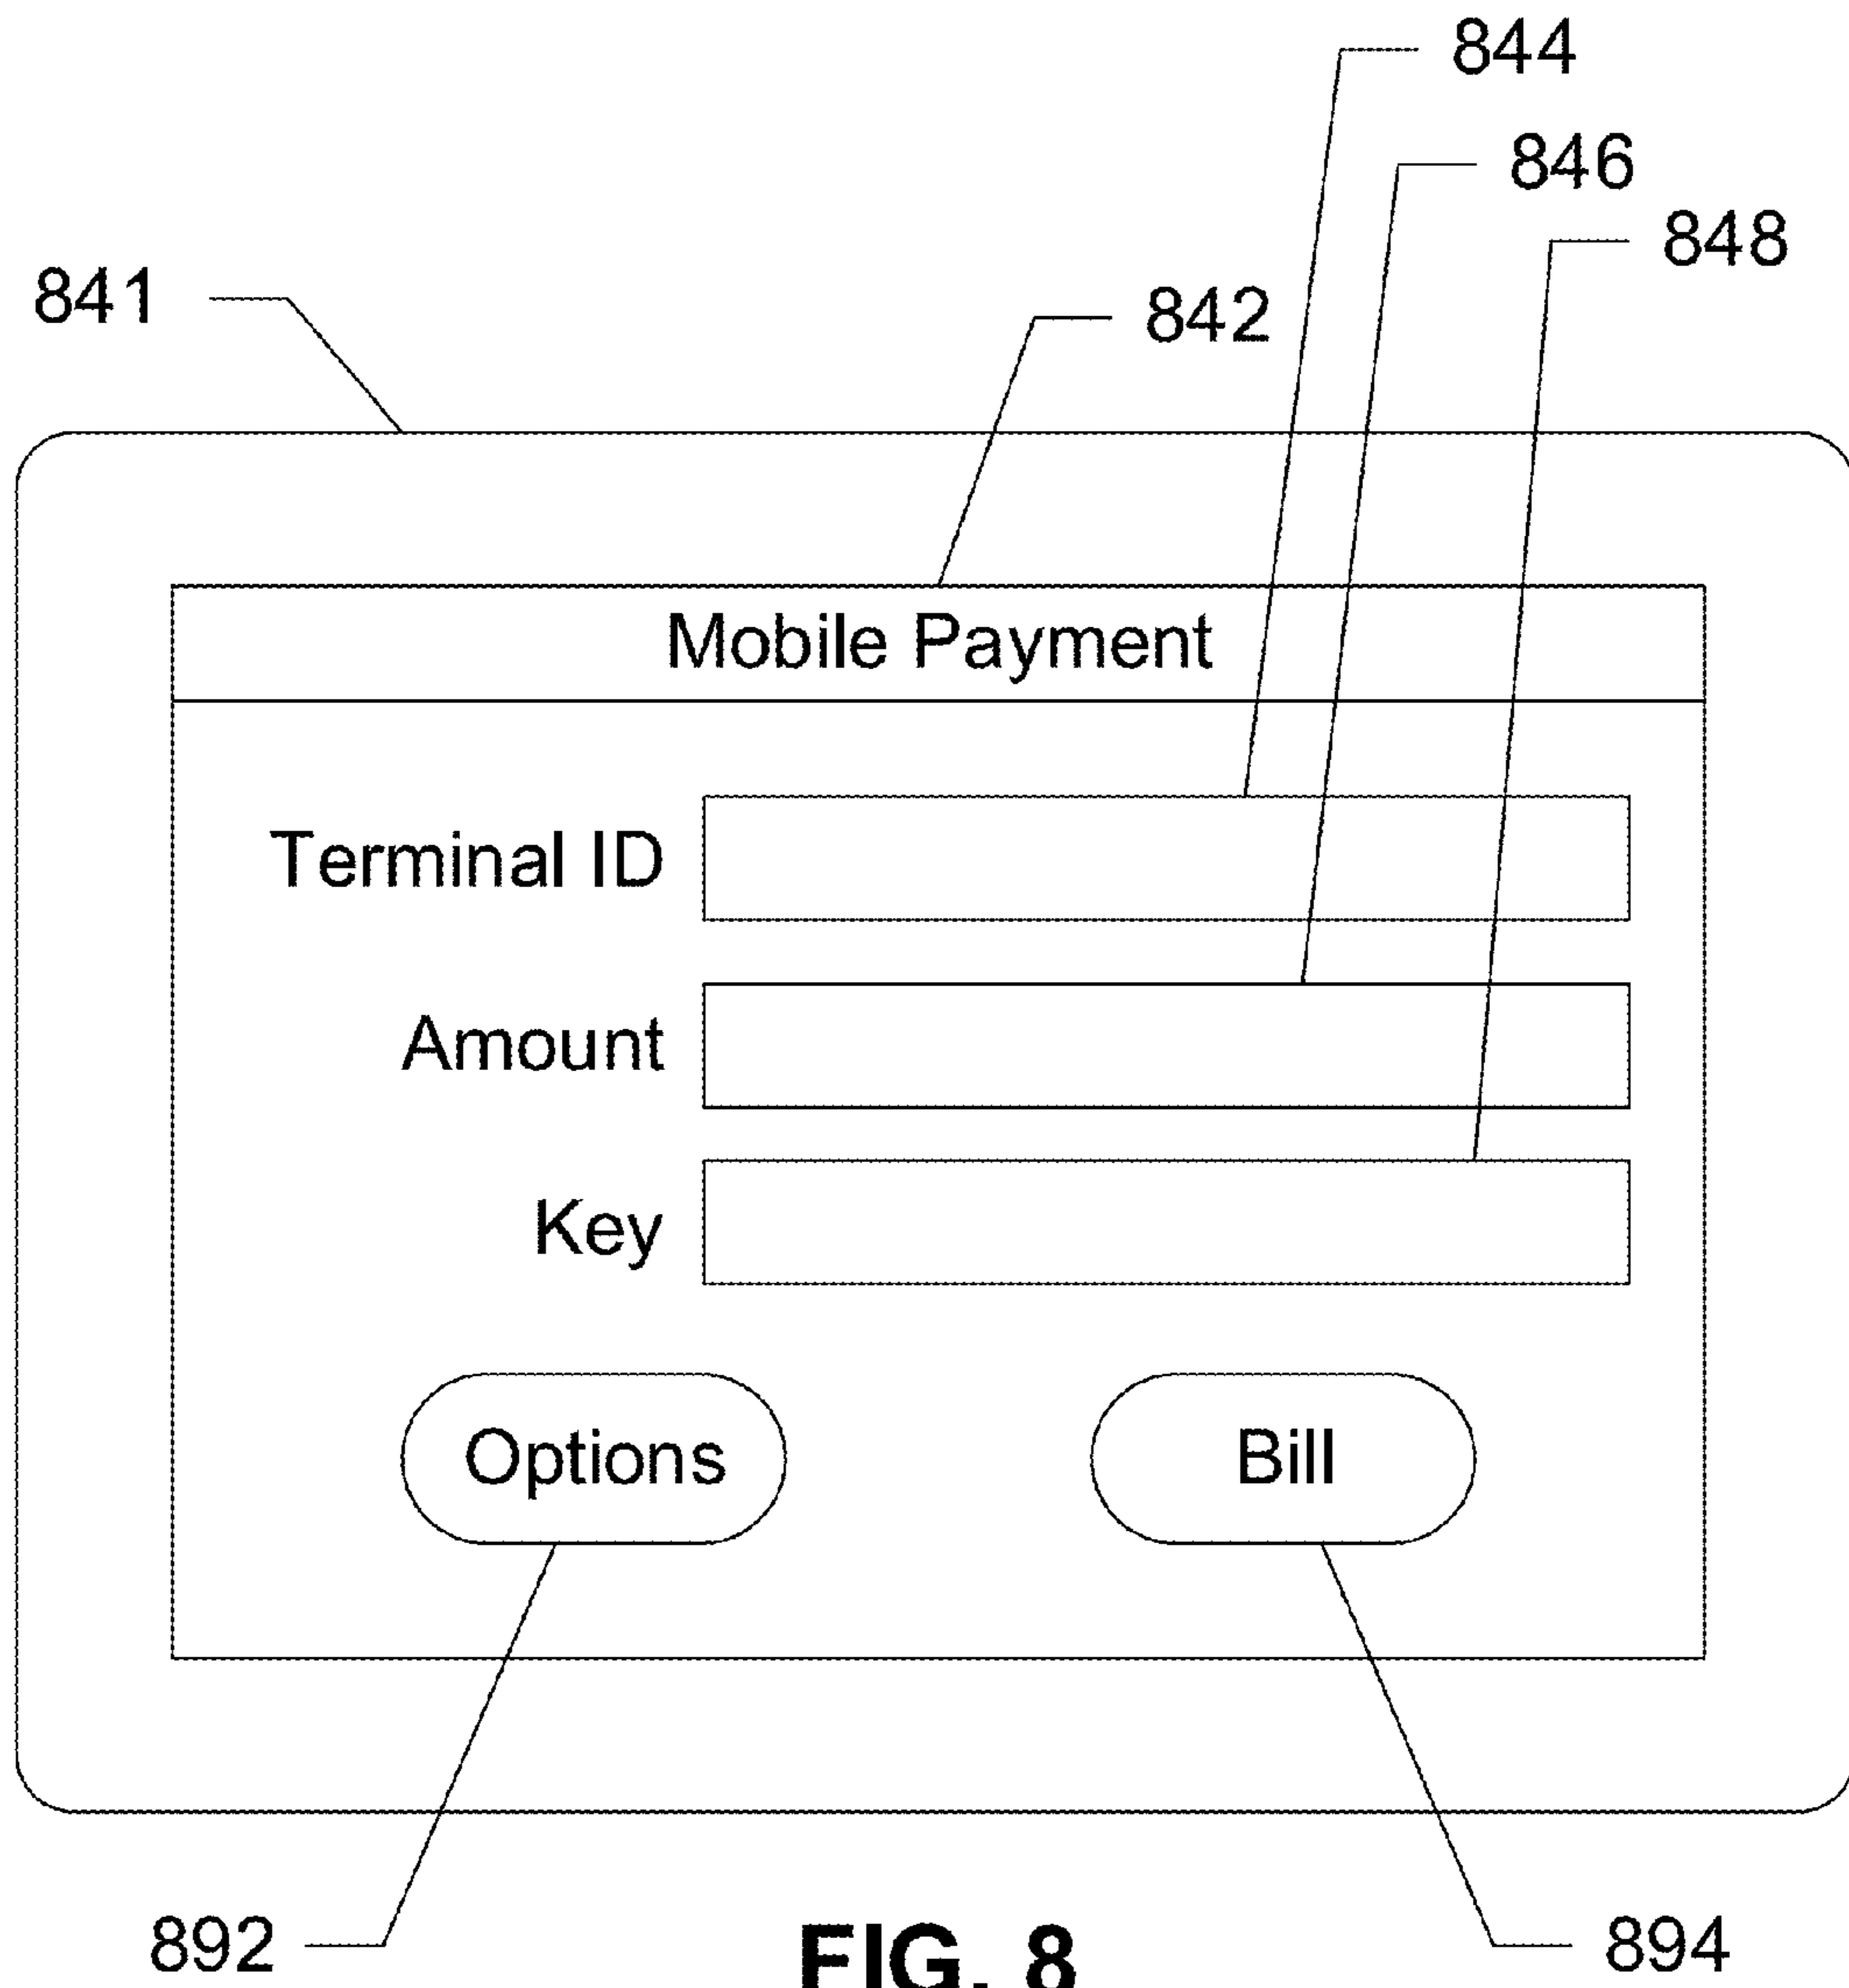 844
846
848
841
842
Mobile Payment
Terminal ID
Amount
Key
Options Bill
892 FIG. 8 894